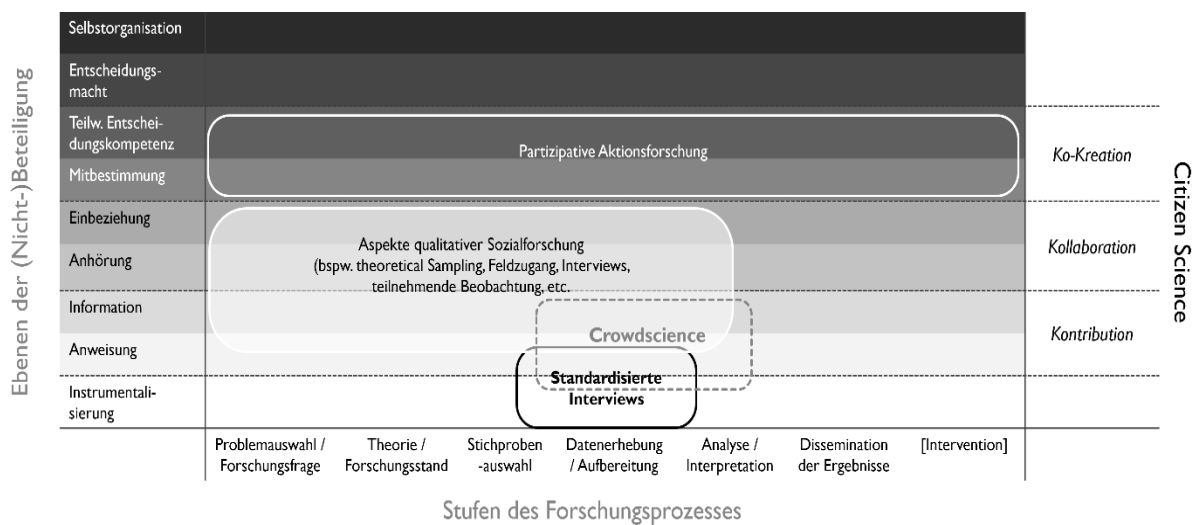 Ebenen der (Nicht-)Beteiligung
Selbstorganisation
Entscheidungs-
macht
Teilw. Entschei-
dungskompetenz
Mitbestimmung
Einbeziehung
Anhörung
Information
Anweisung
Instrumentali-
sierung
Partizipative Aktionsforschung
Aspekte qualitativer Sozialforschung
(bspw. theoretical Sampling, Feldzugang, Interviews,
teilnehmende Beobachtung, etc.
Crowdscience
Standardisierte
Interviews
Ko-Kreation
Kollaboration
Kontribution
Citizen Science
Problemauswahl /
Forschungsfrage
Theorie /
Forschungsstand
Stichproben
-auswahl
Datenerhebung
/ Aufbereitung
Analyse /
Interpretation
Dissemination
der Ergebnisse
[Intervention]
Stufen des Forschungsprozesses